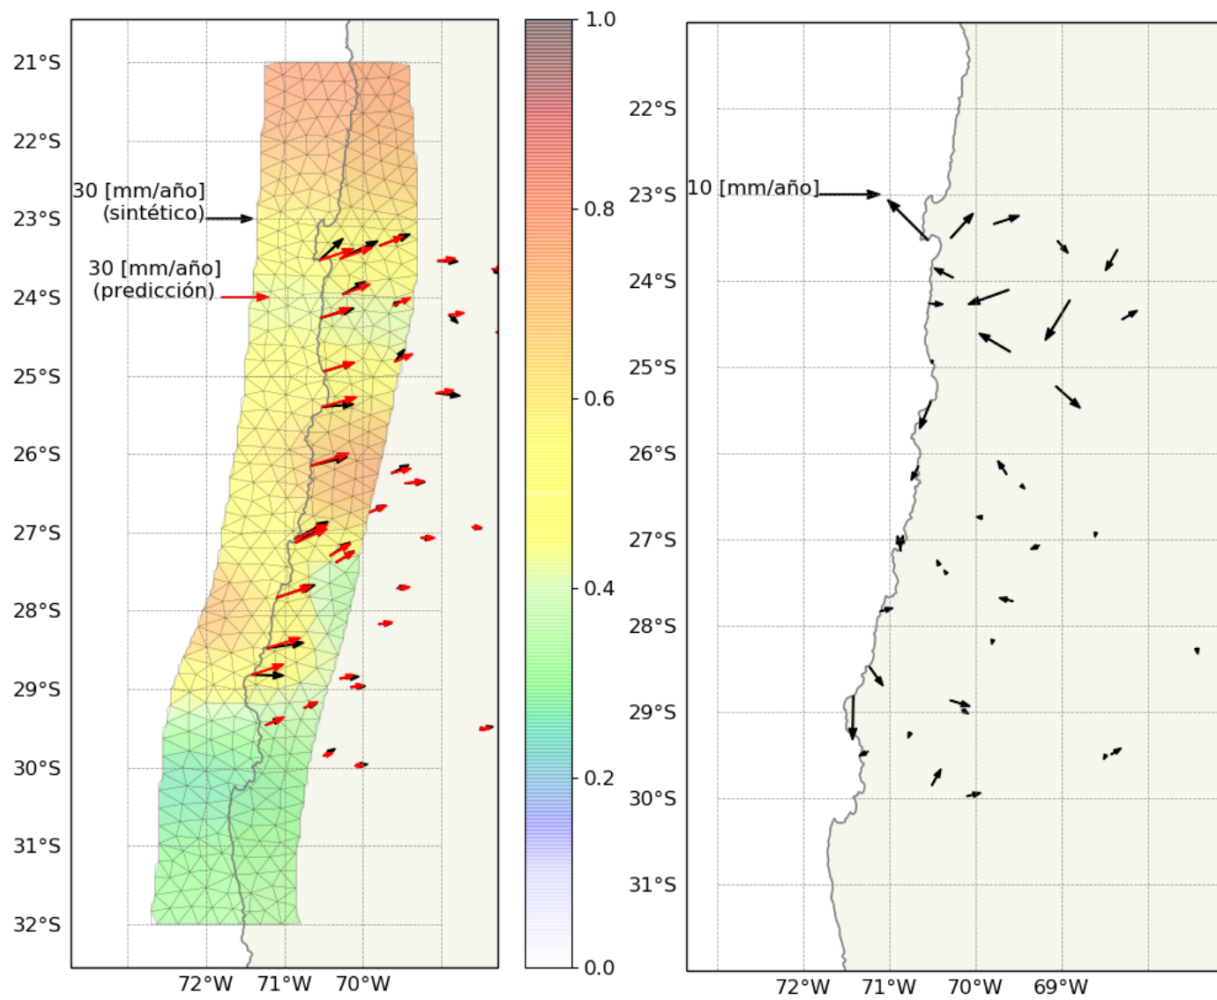 21°S
22°S
23°S
24°S
25°S
26°S
27°S
28°S
29°S
30°S
31°S
32°S
72°W 71°W 70°W
30 [mm/año]
(sintético)
30 [mm/año]
(predicción)
1.0
0.8
0.6
0.4
0.2
0.0
22°S
23°S
24°S
25°S
26°S
27°S
28°S
29°S
30°S
31°S
72°W 71°W 70°W 69°W
10 [mm/año]